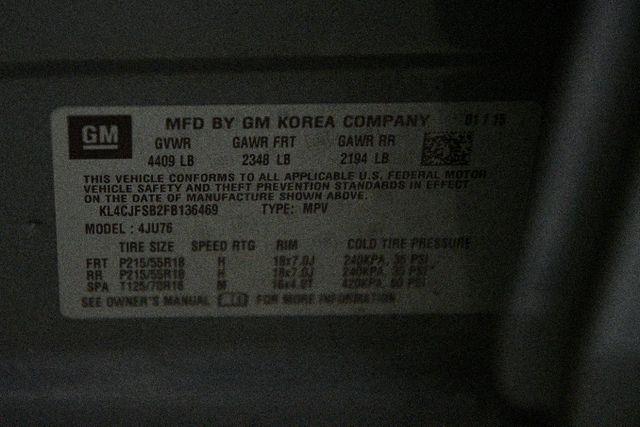 GM
MFD BY GM KOREA COMPANY 01 / 15
GVWR GAWR FRT GAWR RR
4409 LB 2348 LB 2194 LB
THIS VEHICLE CONFORMS TO ALL APPLICABLE U.S. FEDERAL MOTOR
VEHICLE SAFETY AND THEFT PREVENTION STANDARDS IN EFFECT
ON THE DATE OF MANUFACTURE SHOWN ABOVE.
KL4CJFSB2FB136469 TYPE: MPV
MODEL : 4JU76
TIRE SIZE SPEED RTG RIM COLD TIRE PRESSURE
FRT P215/55R18 H 18x7.0J 240KPA, 35 PSI
RR P215/55R18 H 18x7.0J 240KPA, 35 PSI
SPA T125/70R16 M 16x4.0T 420KPA, 60 PSI
SEE OWNER'S MANUAL FOR MORE INFORMATION